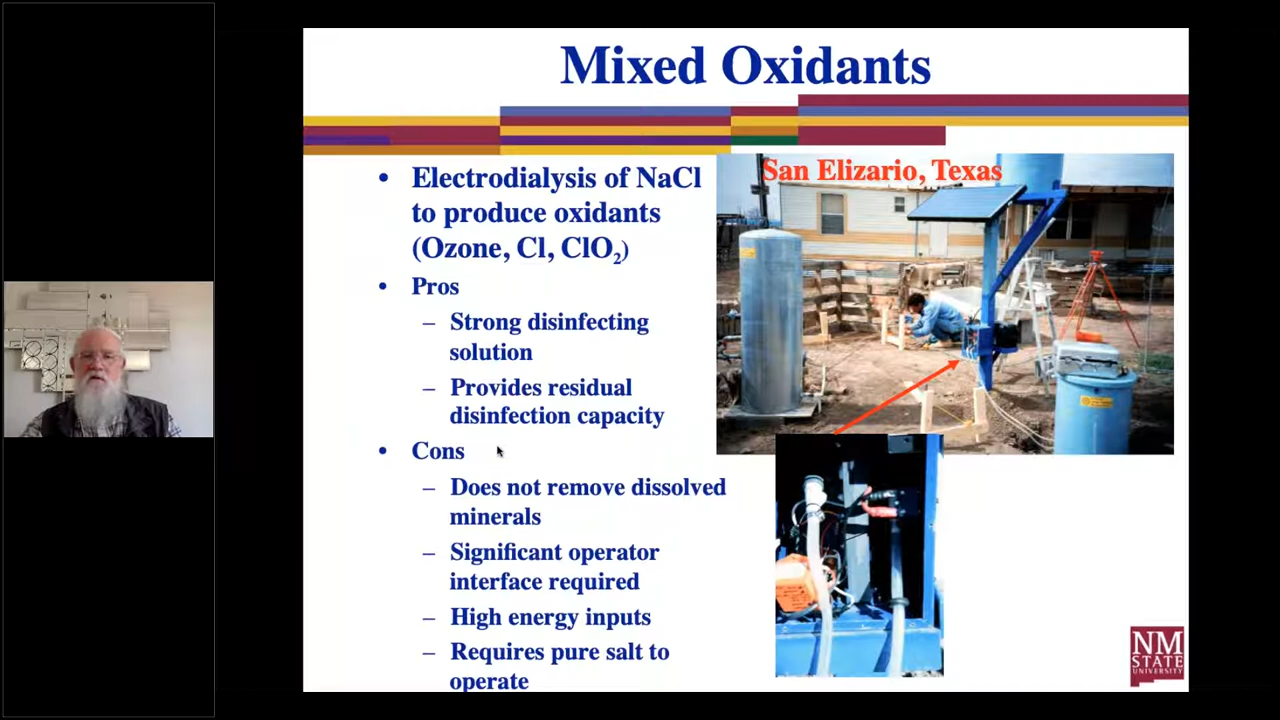 Mixed Oxidants
• Electrodialysis of NaCl
to produce oxidants
(Ozone, Cl, ClO₂)
• Pros
– Strong disinfecting
solution
– Provides residual
disinfection capacity
• Cons
– Does not remove dissolved
minerals
– Significant operator
interface required
– High energy inputs
– Requires pure salt to
operate
San Elizario, Texas
NM
STATE
UNIVERSITY